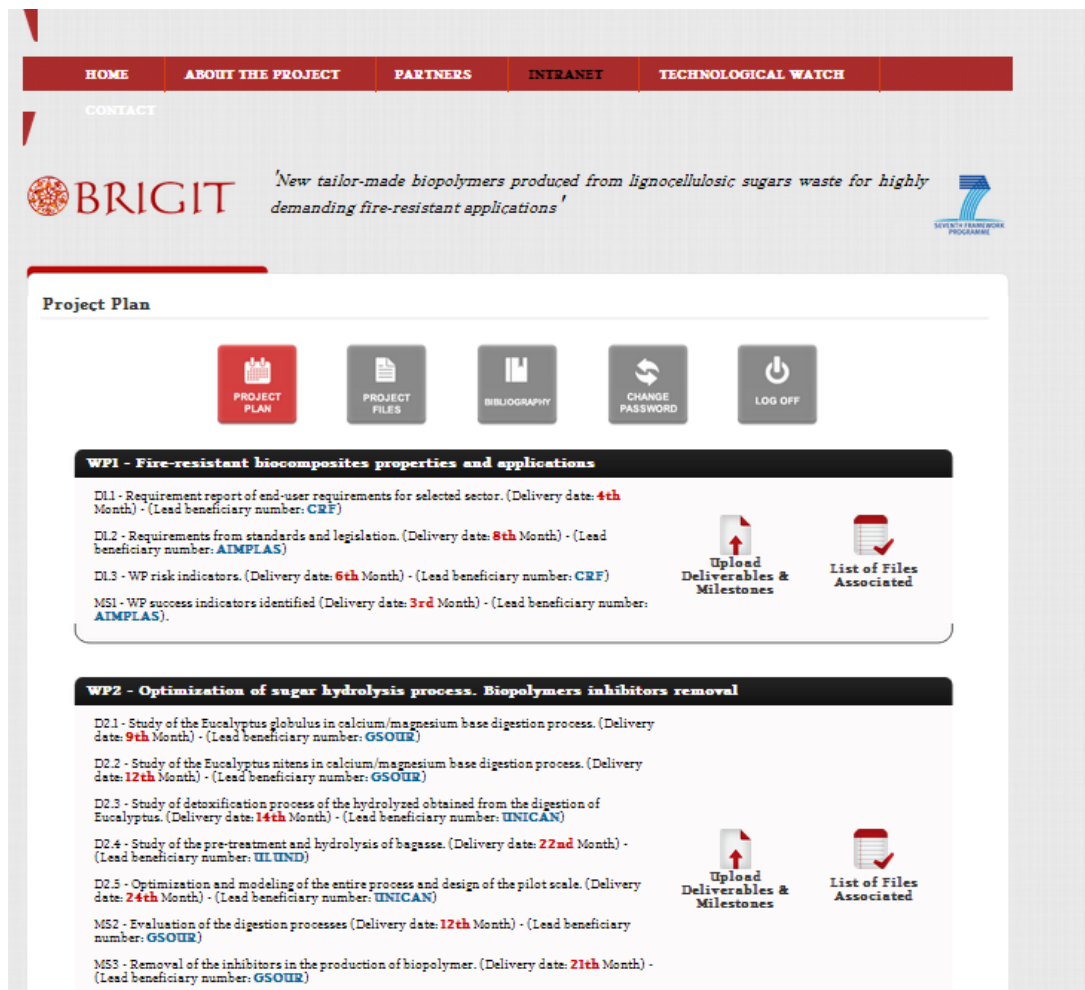 HOME ABOUT THE PROJECT PARTNERS INTRANET TECHNOLOGICAL WATCH
CONTACT
BRIGIT
'New tailor-made biopolymers produced from lignocellulosic sugars waste for highly
demanding fire-resistant applications'
SEVENTH FRAMEWORK
PROGRAMME
Project Plan
PROJECT
PLAN
PROJECT
FILES
BIBLIOGRAPHY
CHANGE
PASSWORD
LOG OFF
WP1 - Fire-resistant biocomposites properties and applications
D1.1 - Requirement report of end-user requirements for selected sector. (Delivery date: 4th
Month) - (Lead beneficiary number: CRF)
D1.2 - Requirements from standards and legislation. (Delivery date: 8th Month) - (Lead
beneficiary number: AIMPLAS)
D1.3 - WP risk indicators. (Delivery date: 6th Month) - (Lead beneficiary number: CRF)
MS1 - WP success indicators identified (Delivery date: 3rd Month) - (Lead beneficiary number:
AIMPLAS).
Upload
Deliverables &
Milestones
List of Files
Associated
WP2 - Optimization of sugar hydrolysis process. Biopolymers inhibitors removal
D2.1 - Study of the Eucalyptus globulus in calcium/magnesium base digestion process. (Delivery
date: 9th Month) - (Lead beneficiary number: GSOUR)
D2.2 - Study of the Eucalyptus nitens in calcium/magnesium base digestion process. (Delivery
date: 12th Month) - (Lead beneficiary number: GSOUR)
D2.3 - Study of detoxification process of the hydrolyzed obtained from the digestion of
Eucalyptus. (Delivery date: 14th Month) - (Lead beneficiary number: UNICAN)
D2.4 - Study of the pre-treatment and hydrolysis of bagasse. (Delivery date: 22nd Month) -
(Lead beneficiary number: ULUND)
D2.5 - Optimization and modeling of the entire process and design of the pilot scale. (Delivery
date: 24th Month) - (Lead beneficiary number: UNICAN)
MS2 - Evaluation of the digestion processes (Delivery date: 12th Month) - (Lead beneficiary
number: GSOUR)
MS3 - Removal of the inhibitors in the production of biopolymer. (Delivery date: 21th Month) -
(Lead beneficiary number: GSOUR)
Upload
Deliverables &
Milestones
List of Files
Associated